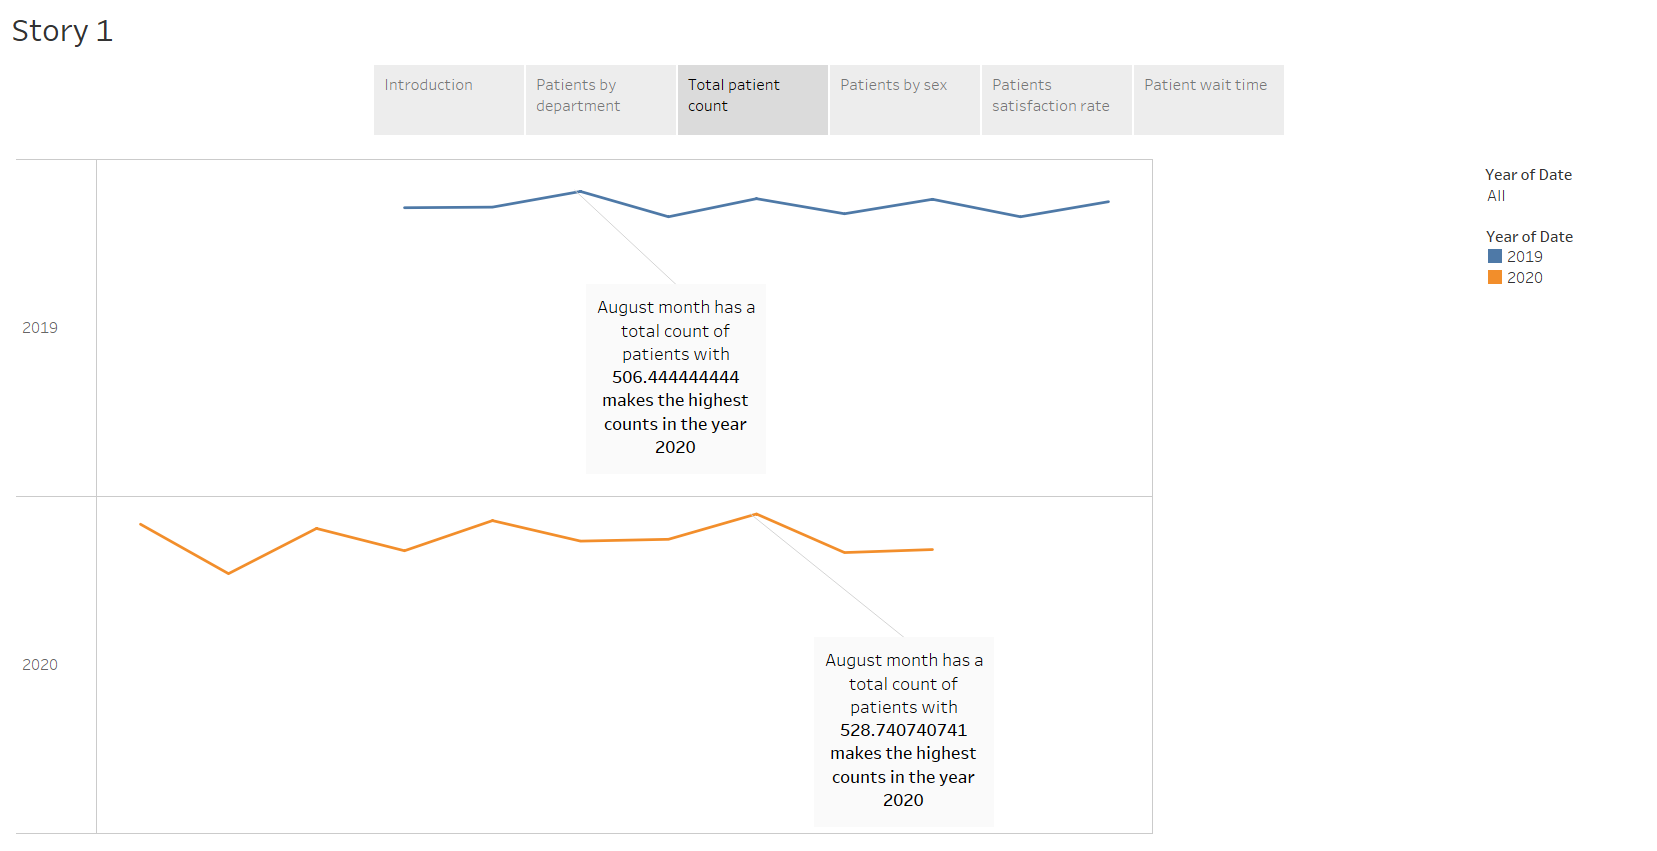 Story 1
Introduction
Patients by
department
Total patient
count
Patients by sex
Patients
satisfaction rate
Patient wait time
2019
August month has a
total count of
patients with
506.444444444
makes the highest
counts in the year
2020
2020
August month has a
total count of
patients with
528.740740741
makes the highest
counts in the year
2020
Year of Date
All
Year of Date
2019
2020